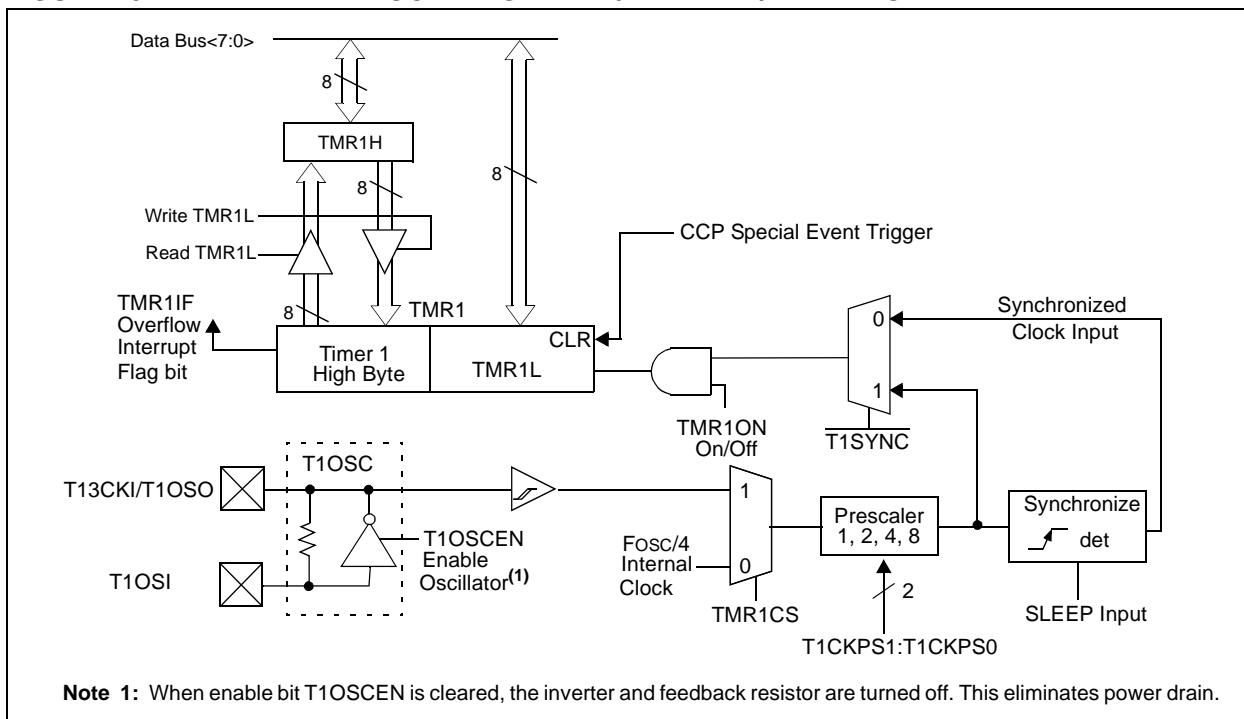 Data Bus<7:0>
8
TMR1H
8
8
Write TMR1L
Read TMR1L
CCP Special Event Trigger
8
TMR1IF
Overflow
Interrupt
Flag bit
TMR1
Timer 1
High Byte
TMR1L
CLR
0
1
Synchronized
Clock Input
TMR1ON
On/Off
T1SYNC
T1OSC
T13CKI/T1OSO
T1OSI
T1OSCEN
Enable
Oscillator(1)
1
0
FOSC/4
Internal
Clock
TMR1CS
Prescaler
1, 2, 4, 8
2
T1CKPS1:T1CKPS0
Synchronize
det
SLEEP Input
Note 1: When enable bit T1OSCEN is cleared, the inverter and feedback resistor are turned off. This eliminates power drain.